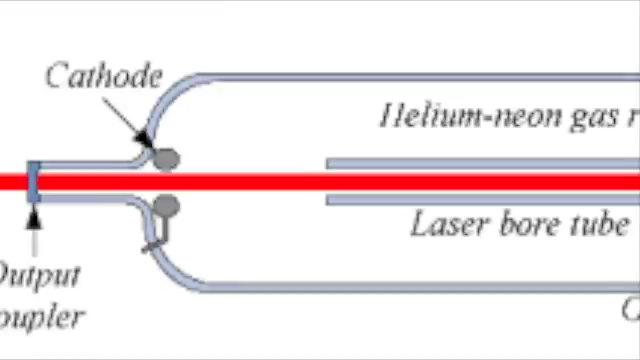 Cathode
Helium-neon gas r
Laser bore tube
Output
oupler